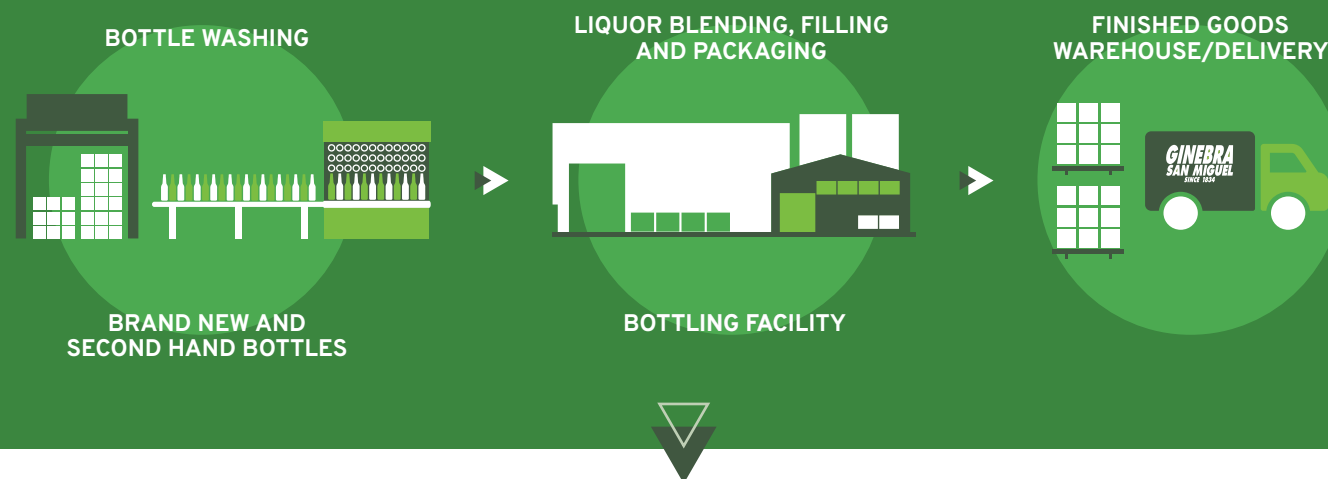 BOTTLE WASHING
BRAND NEW AND
SECOND HAND BOTTLES
LIQUOR BLENDING, FILLING
AND PACKAGING
BOTTLING FACILITY
FINISHED GOODS
WAREHOUSE/DELIVERY
GINEBRA
SAN MIGUEL
SINCE 1834